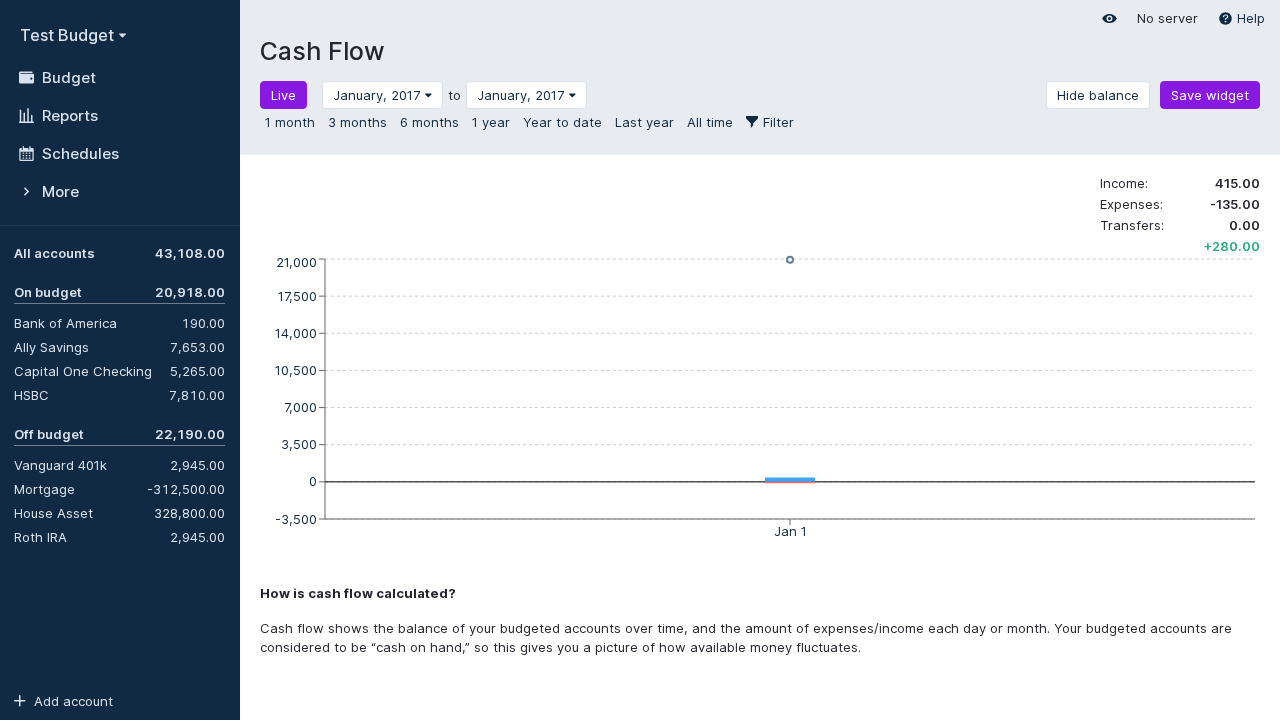 Test Budget
Budget
Reports
Schedules
More
All accounts 43,108.00
On budget 20,918.00
Bank of America 190.00
Ally Savings 7,653.00
Capital One Checking 5,265.00
HSBC 7,810.00
Off budget 22,190.00
Vanguard 401k 2,945.00
Mortgage -312,500.00
House Asset 328,800.00
Roth IRA 2,945.00
Add account
No server Help
Cash Flow
Live January, 2017 to January, 2017 Hide balance Save widget
1 month 3 months 6 months 1 year Year to date Last year All time Filter
Income: 415.00
Expenses: -135.00
Transfers: 0.00
+280.00
21,000
17,500
14,000
10,500
7,000
3,500
0
-3,500
Jan 1
How is cash flow calculated?
Cash flow shows the balance of your budgeted accounts over time, and the amount of expenses/income each day or month. Your budgeted accounts are
considered to be “cash on hand,” so this gives you a picture of how available money fluctuates.